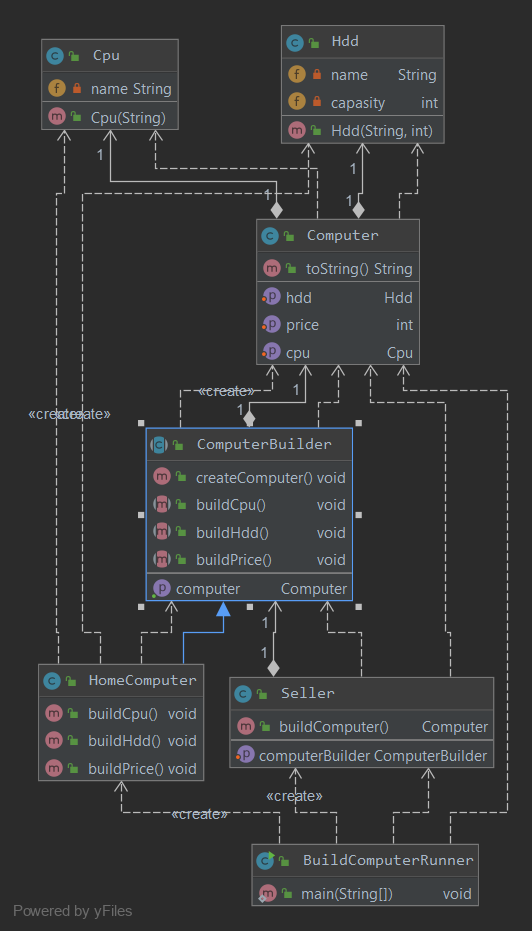 Cpu
name String
Cpu(String)
Hdd
name String
capasity int
Hdd(String, int)
1
1
1
1
Computer
toString() String
hdd Hdd
price int
cpu Cpu
«create»
1
1
«create»
«create»
ComputerBuilder
createComputer() void
buildCpu() void
buildHdd() void
buildPrice() void
computer Computer
1
1
HomeComputer
buildCpu() void
buildHdd() void
buildPrice() void
Seller
buildComputer() Computer
computerBuilder ComputerBuilder
«create»
«create»
BuildComputerRunner
main(String[]) void
Powered by yFiles